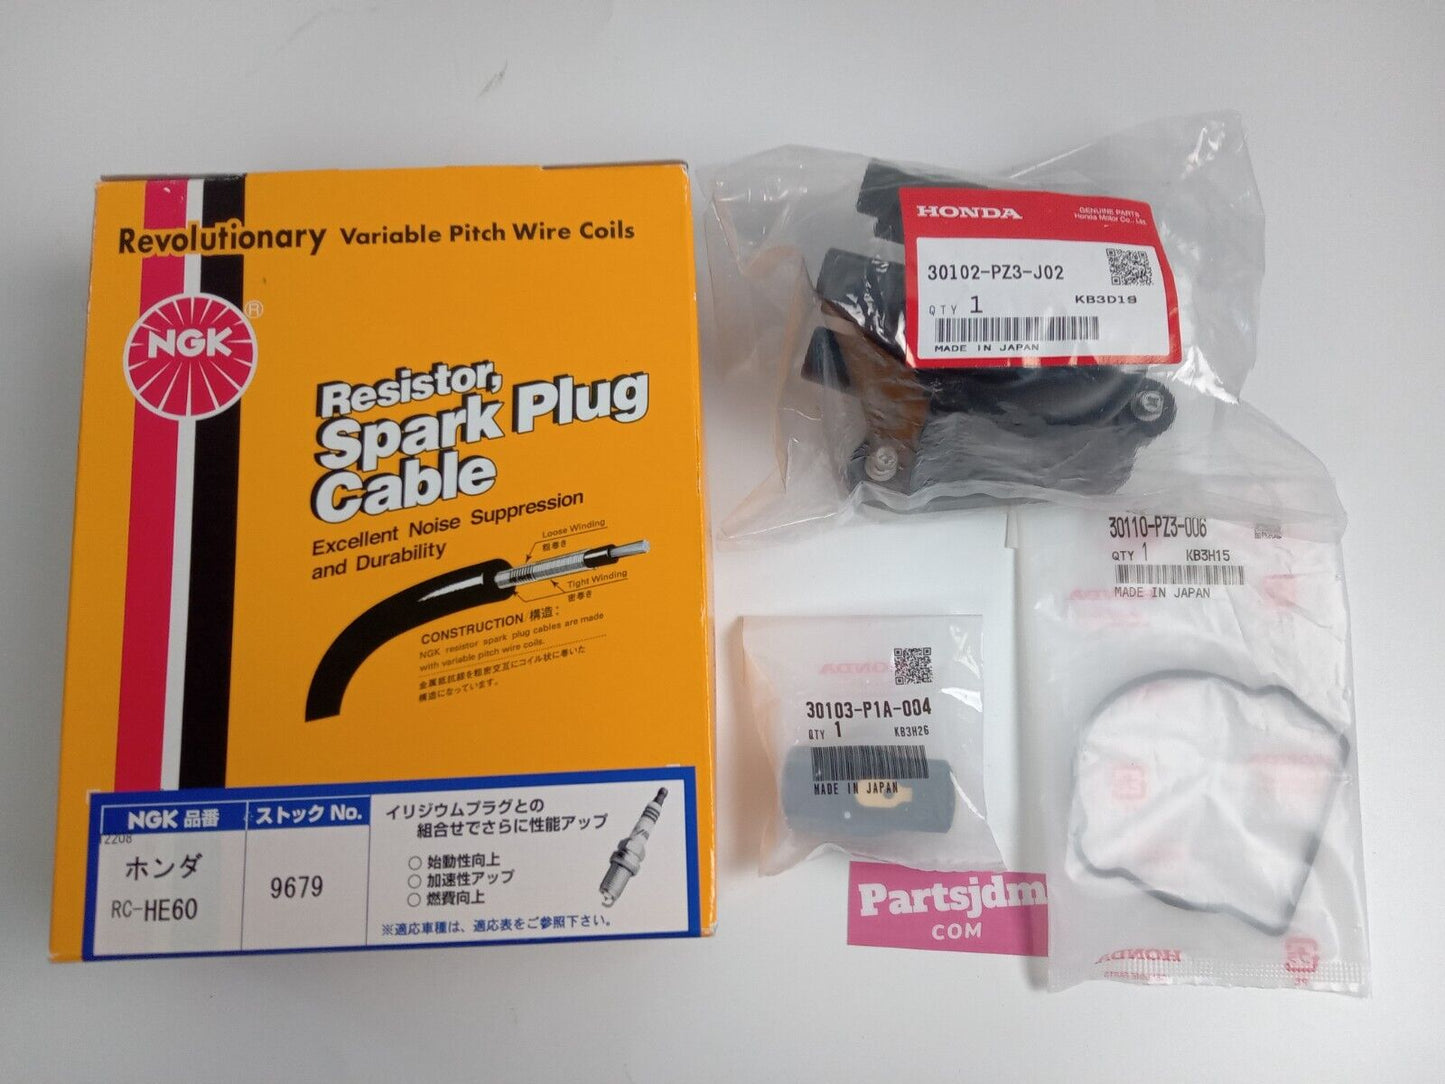 Revolutionary Variable Pitch Wire Coils
NGK
®
Resistor,
Spark Plug
Cable
Excellent Noise Suppression
and Durability
Loose Winding
粗巻き
Tight Winding
密巻き
CONSTRUCTION/構造:
NGK resistor spark plug cables are made
with variable pitch wire coils.
金属抵抗線を粗密交互にコイル状に巻いた
構造になっています。
NGK 品番
ストック No.
12208
ホンダ
RC-HE60
9679
イリジウムプラグとの
組合せでさらに性能アップ
○ 始動性向上
○ 加速性アップ
○ 燃費向上
※適応車種は、適応表をご参照下さい。
HONDA
GENUINE PARTS
Honda Motor Co., Ltd.
30102-PZ3-J02
QTY 1
KB3D19
MADE IN JAPAN
30110-PZ3-006
QTY 1 KB3H15
MADE IN JAPAN
HONDA
HONDA
30103-P1A-004
QTY 1 KB3H26
MADE IN JAPAN
Partsjdm
COM
HONDA